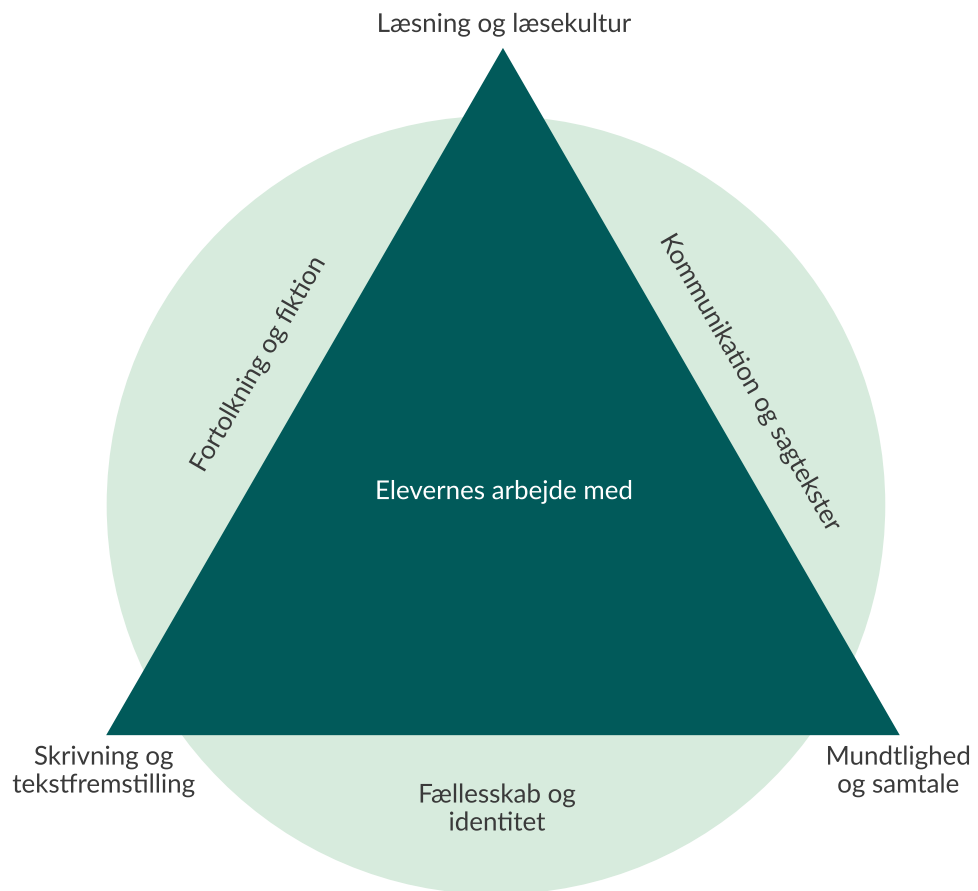 Læsning og læsekultur
Fortolkning og fiktion
Kommunikation og sagtekster
Elevernes arbejde med
Skrivning og
tekstfremstilling
Mundtlighed
og samtale
Fællesskab og
identitet